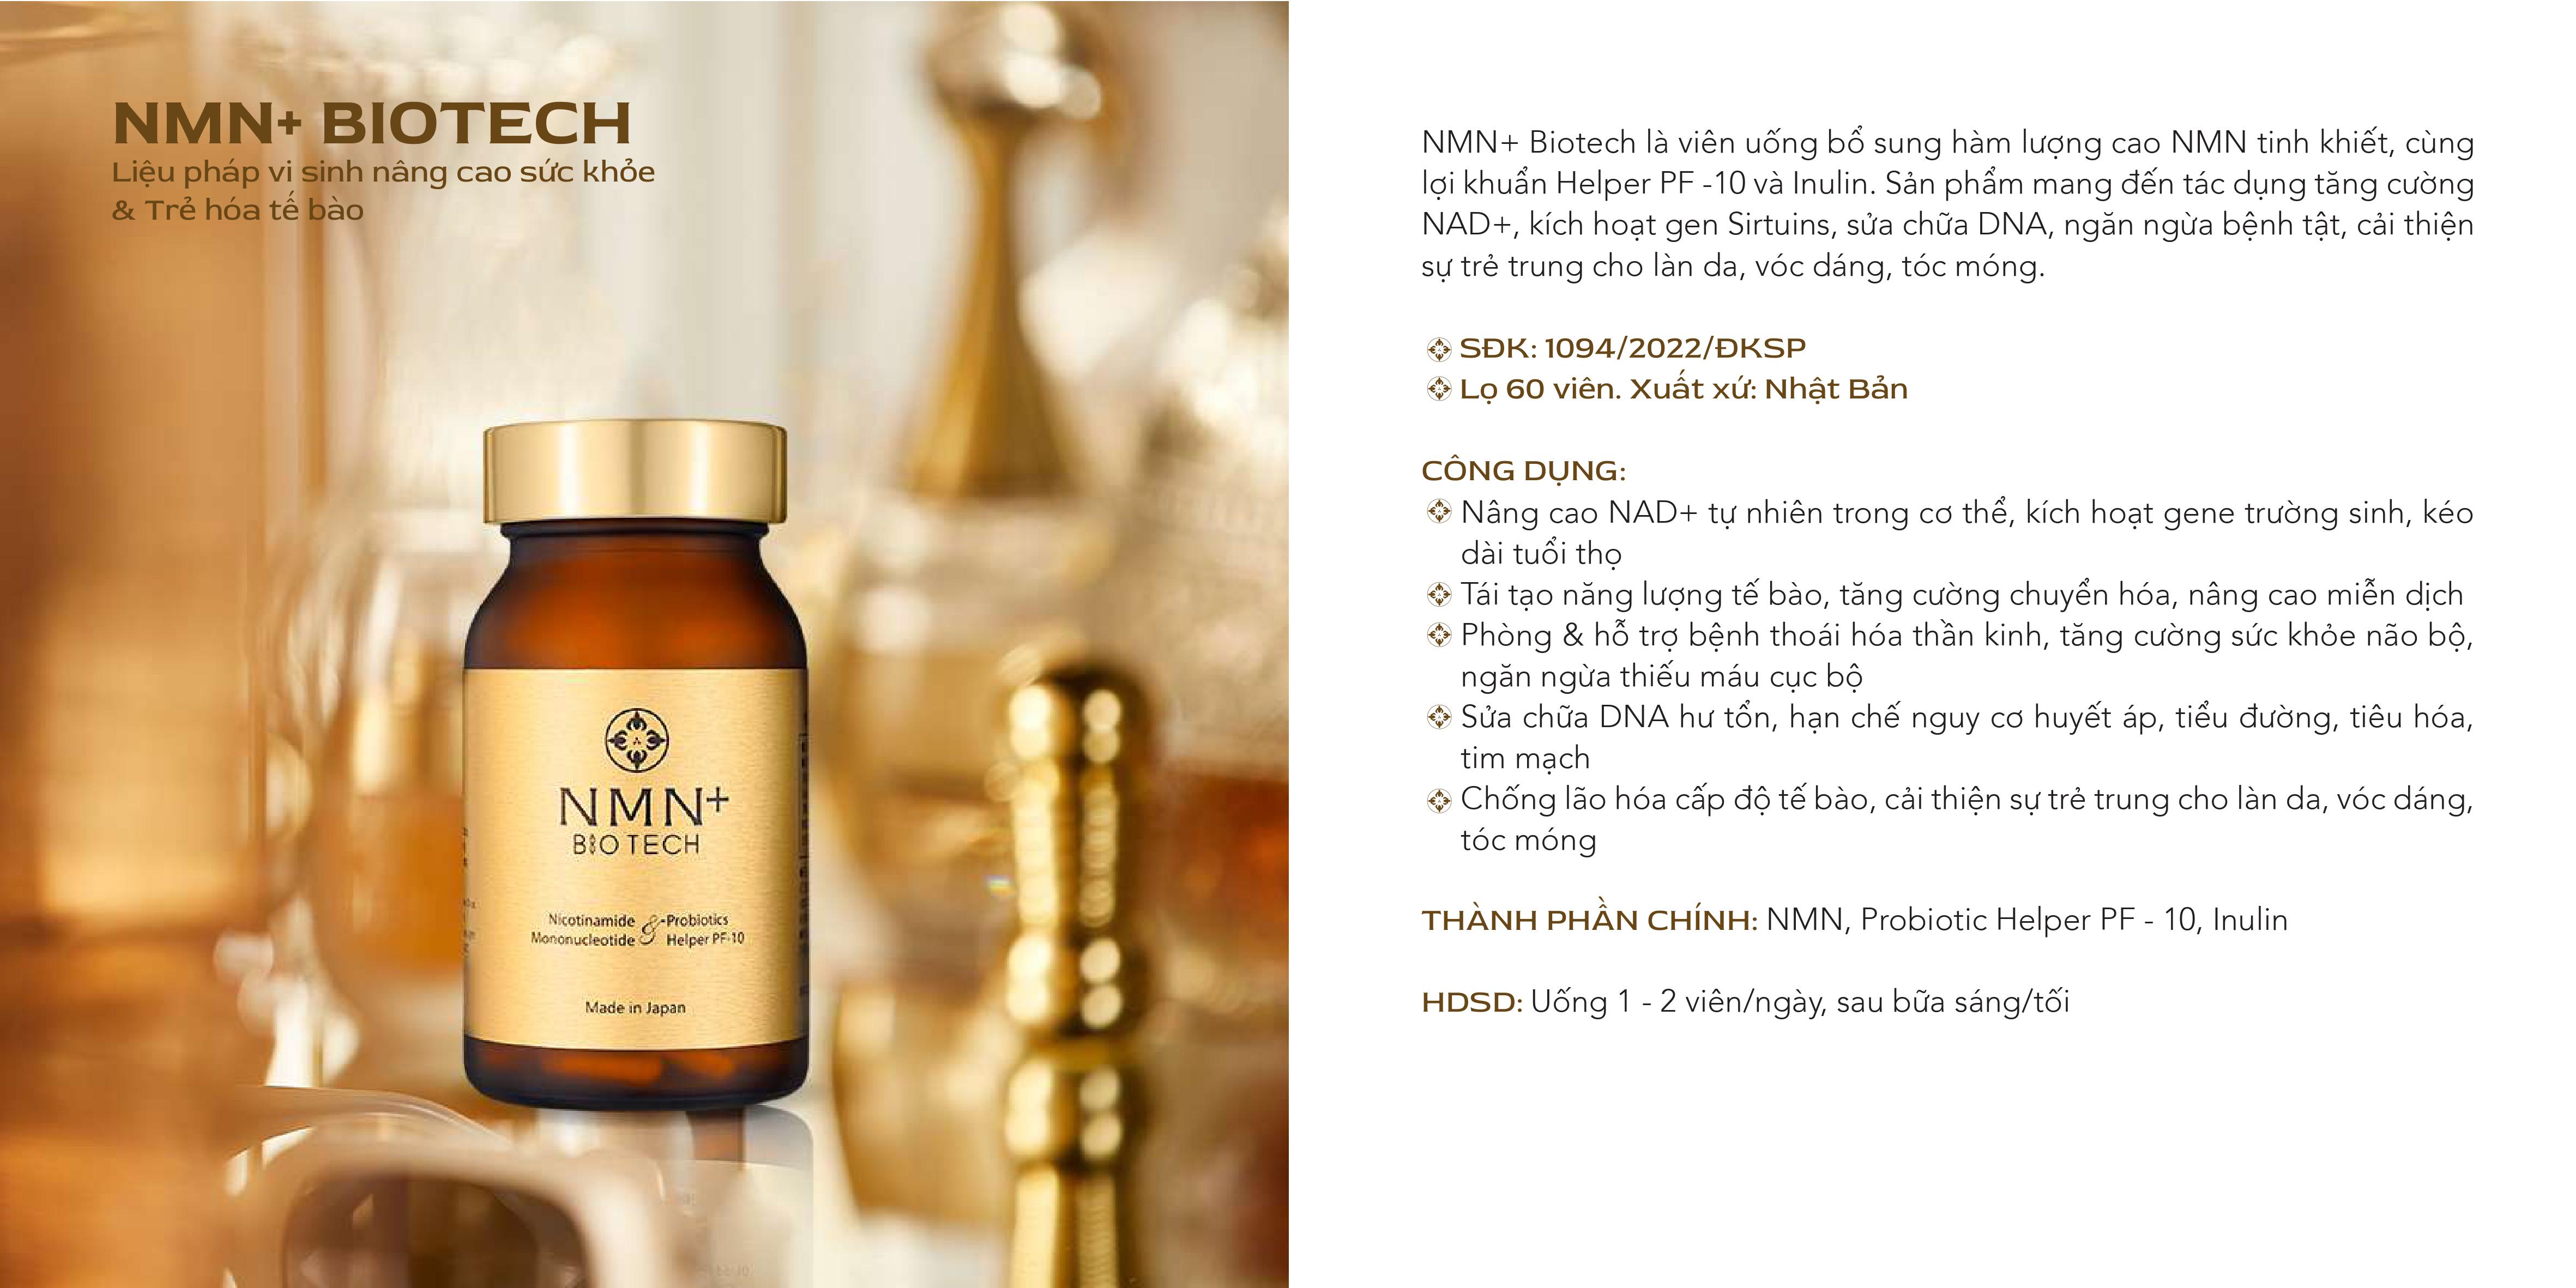 NMN+ BIOTECH
Liệu pháp vi sinh nâng cao sức khỏe
& Trẻ hóa tế bào
NMN+
BIOTECH
Nicotinamide & Probiotics
Mononucleotide Helper PF-10
Made in Japan
NMN+ Biotech là viên uống bổ sung hàm lượng cao NMN tinh khiết, cùng
lợi khuẩn Helper PF -10 và Inulin. Sản phẩm mang đến tác dụng tăng cường
NAD+, kích hoạt gen Sirtuins, sửa chữa DNA, ngăn ngừa bệnh tật, cải thiện
sự trẻ trung cho làn da, vóc dáng, tóc móng.
SĐK: 1094/2022/ĐKSP
Lọ 60 viên. Xuất xứ: Nhật Bản
CÔNG DỤNG:
Nâng cao NAD+ tự nhiên trong cơ thể, kích hoạt gene trường sinh, kéo
dài tuổi thọ
Tái tạo năng lượng tế bào, tăng cường chuyển hóa, nâng cao miễn dịch
Phòng & hỗ trợ bệnh thoái hóa thần kinh, tăng cường sức khỏe não bộ,
ngăn ngừa thiếu máu cục bộ
Sửa chữa DNA hư tổn, hạn chế nguy cơ huyết áp, tiểu đường, tiêu hóa,
tim mạch
Chống lão hóa cấp độ tế bào, cải thiện sự trẻ trung cho làn da, vóc dáng,
tóc móng
THÀNH PHẦN CHÍNH: NMN, Probiotic Helper PF - 10, Inulin
HDSD: Uống 1 - 2 viên/ngày, sau bữa sáng/tối